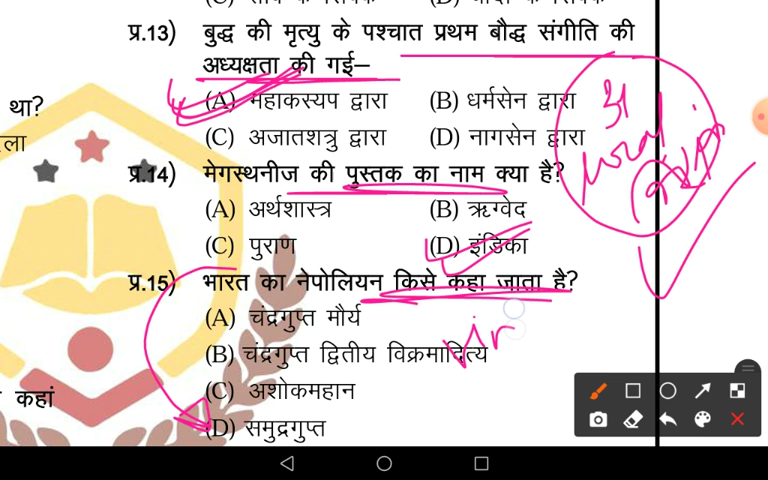 प्र.13) बुद्ध की मृत्यु के पश्चात प्रथम बौद्ध संगीति की
अध्यक्षता की गई–
(A) महाकस्यप द्वारा (B) धर्मसेन द्वारा
(C) अजातशत्रु द्वारा (D) नागसेन द्वारा
प्र.14) मेगस्थनीज की पुस्तक का नाम क्या है?
(A) अर्थशास्त्र (B) ऋग्वेद
(C) पुराण (D) इंडिका
प्र.15) भारत का नेपोलियन किसे कहा जाता है?
(A) चंद्रगुप्त मौर्य
vir
(B) चंद्रगुप्त द्वितीय विक्रमादित्य
(C) अशोकमहान
(D) समुद्रगुप्त
था?
ला
कहां